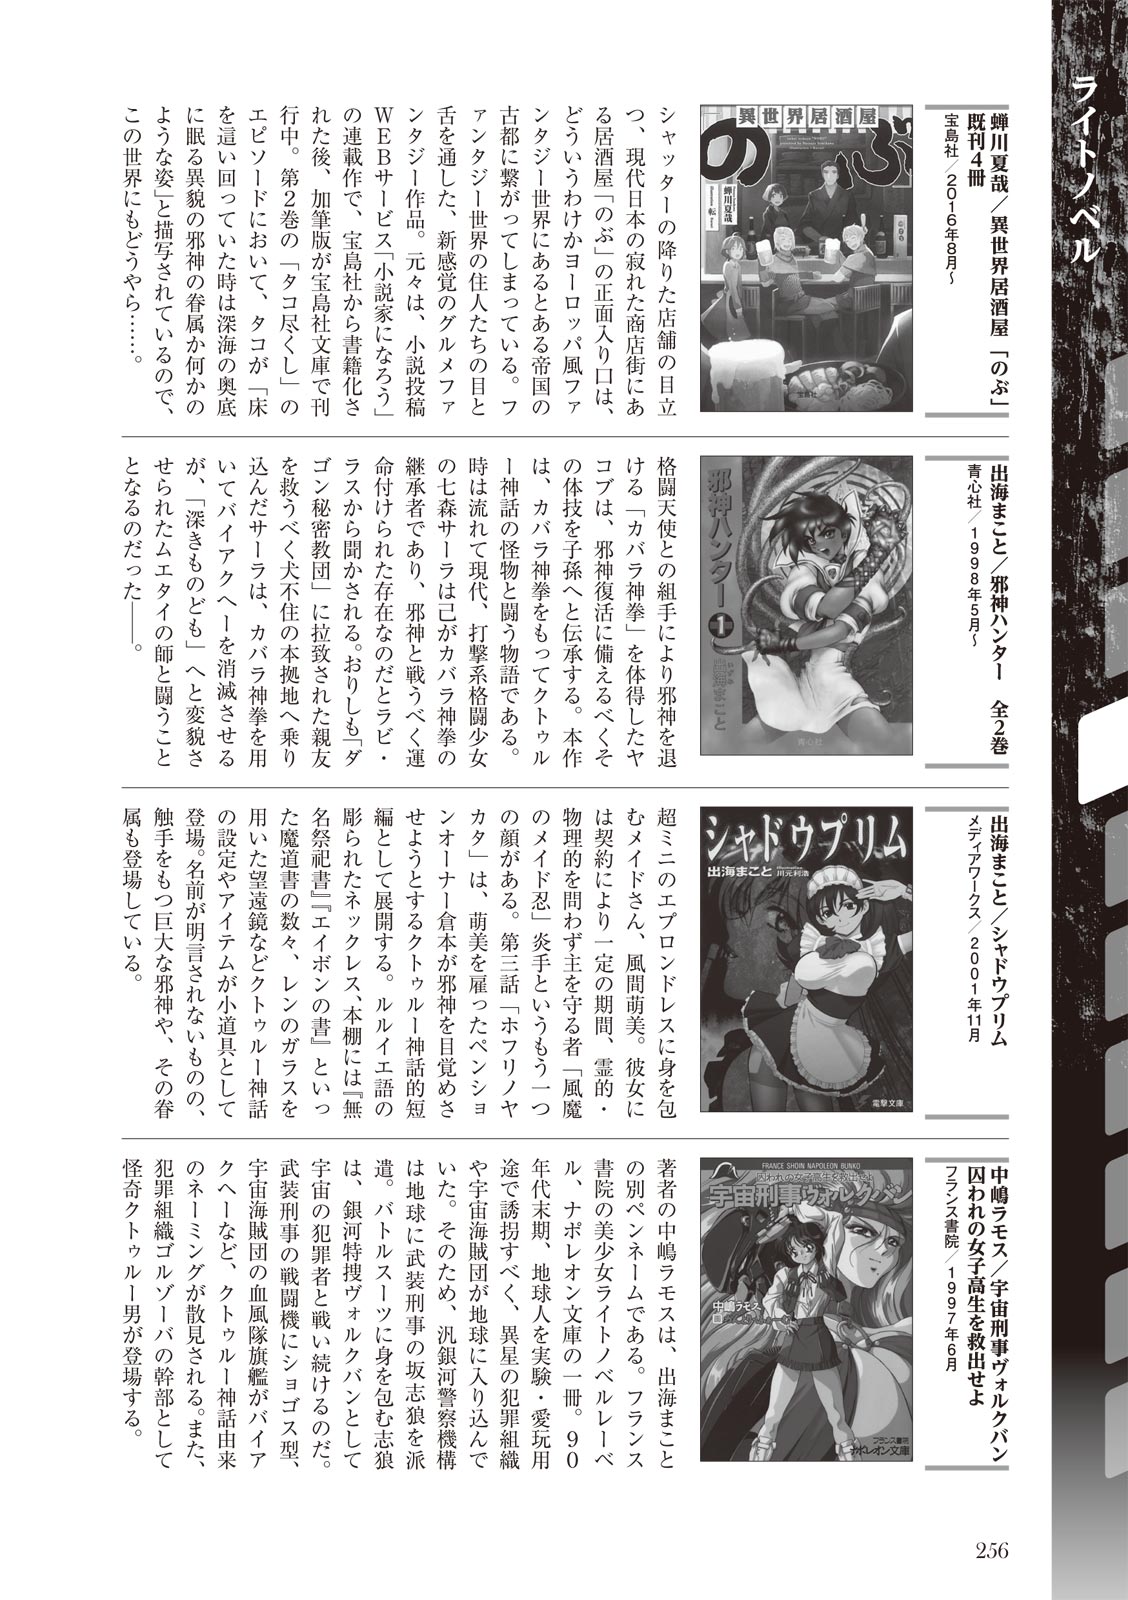 ライトノベル
蝉川夏哉／異世界居酒屋「のぶ」
既刊4冊
宝島社／2016年8月〜
異世界居酒屋
のぶ
蝉川夏哉
転
宝島社
シャッターの降りた店舗の目立
つ、現代日本の寂れた商店街にあ
る居酒屋「のぶ」の正面入り口は、
どういうわけかヨーロッパ風ファ
ンタジー世界にあるとある帝国の
古都に繋がってしまっている。フ
ァンタジー世界の住人たちの目と
舌を通した、新感覚のグルメファ
ンタジー作品。元々は、小説投稿
WEBサービス「小説家になろう」
の連載作で、宝島社から書籍化さ
れた後、加筆版が宝島社文庫で刊
行中。第2巻の「タコ尽くし」の
エピソードにおいて、タコが「床
を這い回っていた時は深海の奥底
に眠る異貌の邪神の眷属か何かの
ような姿」と描写されているので、
この世界にもどうやら……。
出海まこと／邪神ハンター　全2巻
青心社／1998年5月〜
邪神ハンター
1
出海まこと
青心社
格闘天使との組手により邪神を退
ける「カバラ神拳」を体得したヤ
コブは、邪神復活に備えるべくそ
の体技を子孫へと伝承する。本作
は、カバラ神拳をもってクトゥル
ー神話の怪物と闘う物語である。
時は流れて現代、打撃系格闘少女
の七森サーラは己がカバラ神拳の
継承者であり、邪神と戦うべく運
命付けられた存在なのだとラビ・
ラスから聞かされる。おりしも「ダ
ゴン秘密教団」に拉致された親友
を救うべく犬不住の本拠地へ乗り
込んだサーラは、カバラ神拳を用
いてバイアクヘーを消滅させる
が、「深きものども」へと変貌さ
せられたムエタイの師と闘うこと
となるのだった――。
出海まこと／シャドウプリム
メディアワークス／2001年11月
シャドウプリム
出海まこと
illustration
川元利浩
電撃文庫
超ミニのエプロンドレスに身を包
むメイドさん、風間萌美。彼女に
は契約により一定の期間、霊的・
物理的を問わず主を守る者「風魔
のメイド忍」炎手というもう一つ
の顔がある。第三話「ホフリノヤ
カタ」は、萌美を雇ったペンショ
ンオーナー倉本が邪神を目覚めさ
せようとするクトゥルー神話的短
編として展開する。ルルイエ語の
彫られたネックレス、本棚には『無
名祭祀書』『エイボンの書』といっ
た魔道書の数々、レンのガラスを
用いた望遠鏡などクトゥルー神話
の設定やアイテムが小道具として
登場。名前が明言されないものの、
触手をもつ巨大な邪神や、その眷
属も登場している。
中嶋ラモス／宇宙刑事ヴォルクバン
囚われの女子高生を救出せよ
フランス書院／1997年6月
FRANCE SHOIN NAPOLEON BUNKO
囚われの女子高生を救出せよ
宇宙刑事ヴォルクバン
中嶋ラモス
フランス書院
ナポレオン文庫
著者の中嶋ラモスは、出海まこと
の別ペンネームである。フランス
書院の美少女ライトノベルレーベ
ル、ナポレオン文庫の一冊。90
年代末期、地球人を実験・愛玩用
途で誘拐すべく、異星の犯罪組織
や宇宙海賊団が地球に入り込んで
いた。そのため、汎銀河警察機構
は地球に武装刑事の坂志狼を派
遣。バトルスーツに身を包む志狼
は、銀河特捜ヴォルクバンとして
宇宙の犯罪者と戦い続けるのだ。
武装刑事の戦闘機にショゴス型、
宇宙海賊団の血風隊旗艦がバイア
クヘーなど、クトゥルー神話由来
のネーミングが散見される。また、
犯罪組織ゴルゾーバの幹部として
怪奇クトゥルー男が登場する。
256